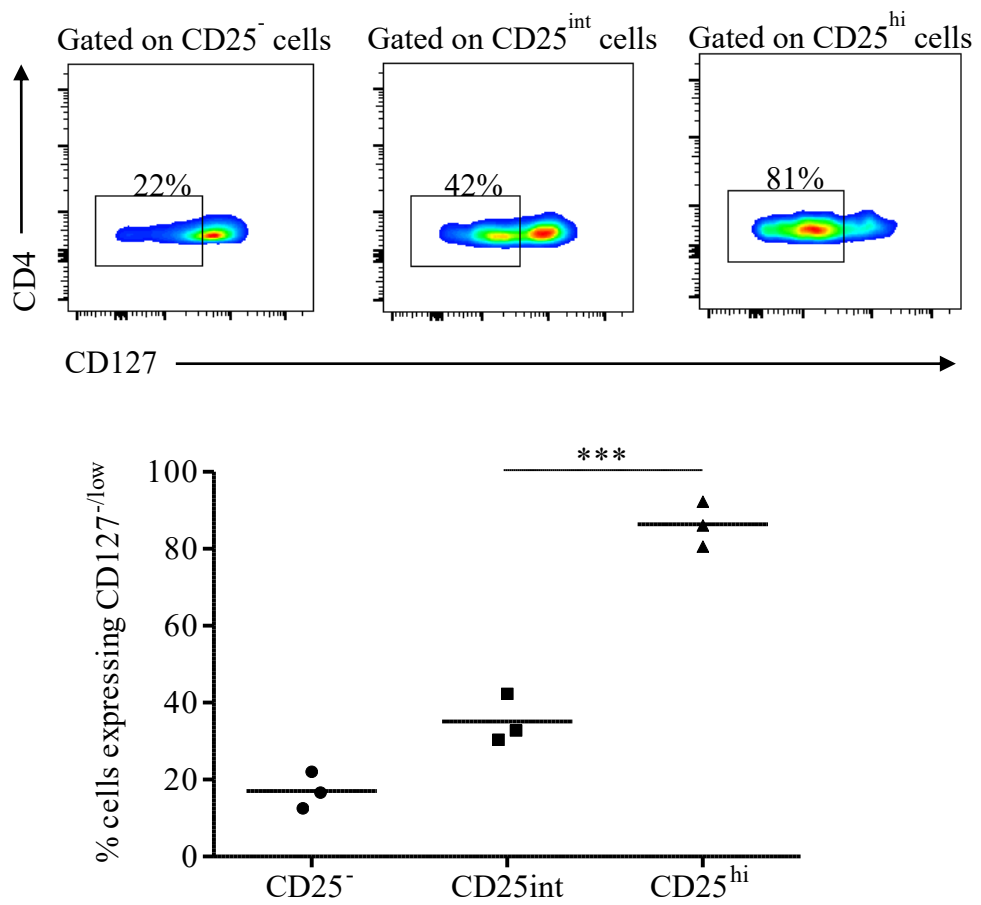 Gated on CD25⁻ cells
Gated on CD25ⁱⁿᵗ cells
Gated on CD25ʰⁱ cells
22%
42%
81%
CD4
CD127
***
% cells expressing CD127⁻ᐟˡᵒʷ
100
80
60
40
20
0
CD25⁻
CD25int
CD25ʰⁱ